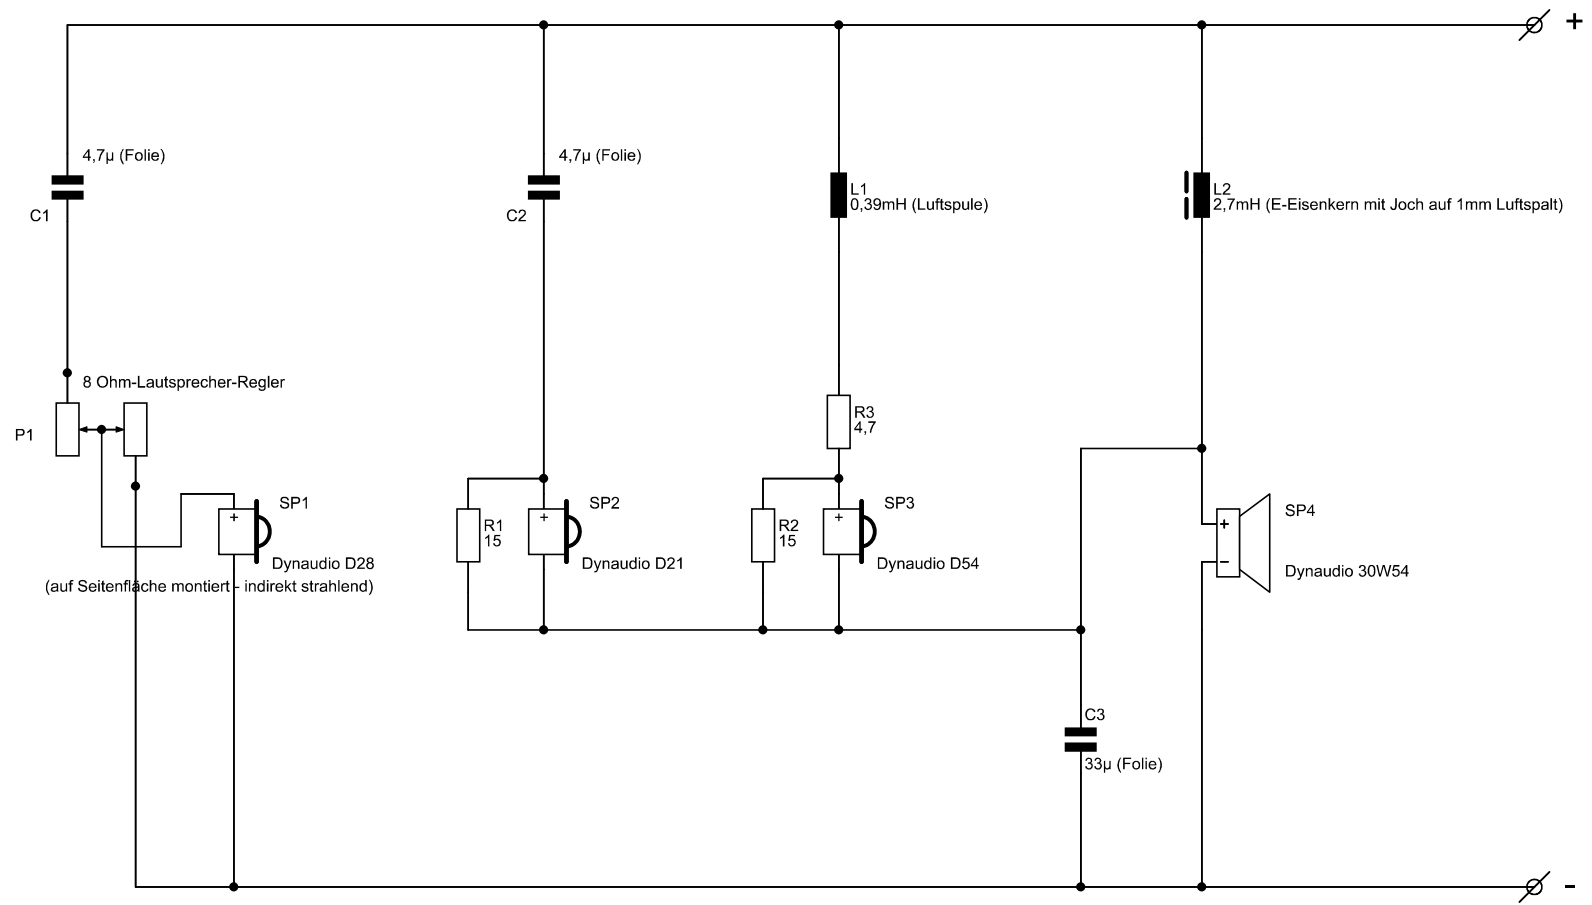 +
4,7µ (Folie)
C1
4,7µ (Folie)
C2
L1
0,39mH (Luftspule)
L2
2,7mH (E-Eisenkern mit Joch auf 1mm Luftspalt)
8 Ohm-Lautsprecher-Regler
P1
R3
4,7
+
SP1
Dynaudio D28
(auf Seitenfläche montiert - indirekt strahlend)
R1
15
+
SP2
Dynaudio D21
R2
15
+
SP3
Dynaudio D54
+
-
SP4
Dynaudio 30W54
C3
33µ (Folie)
-